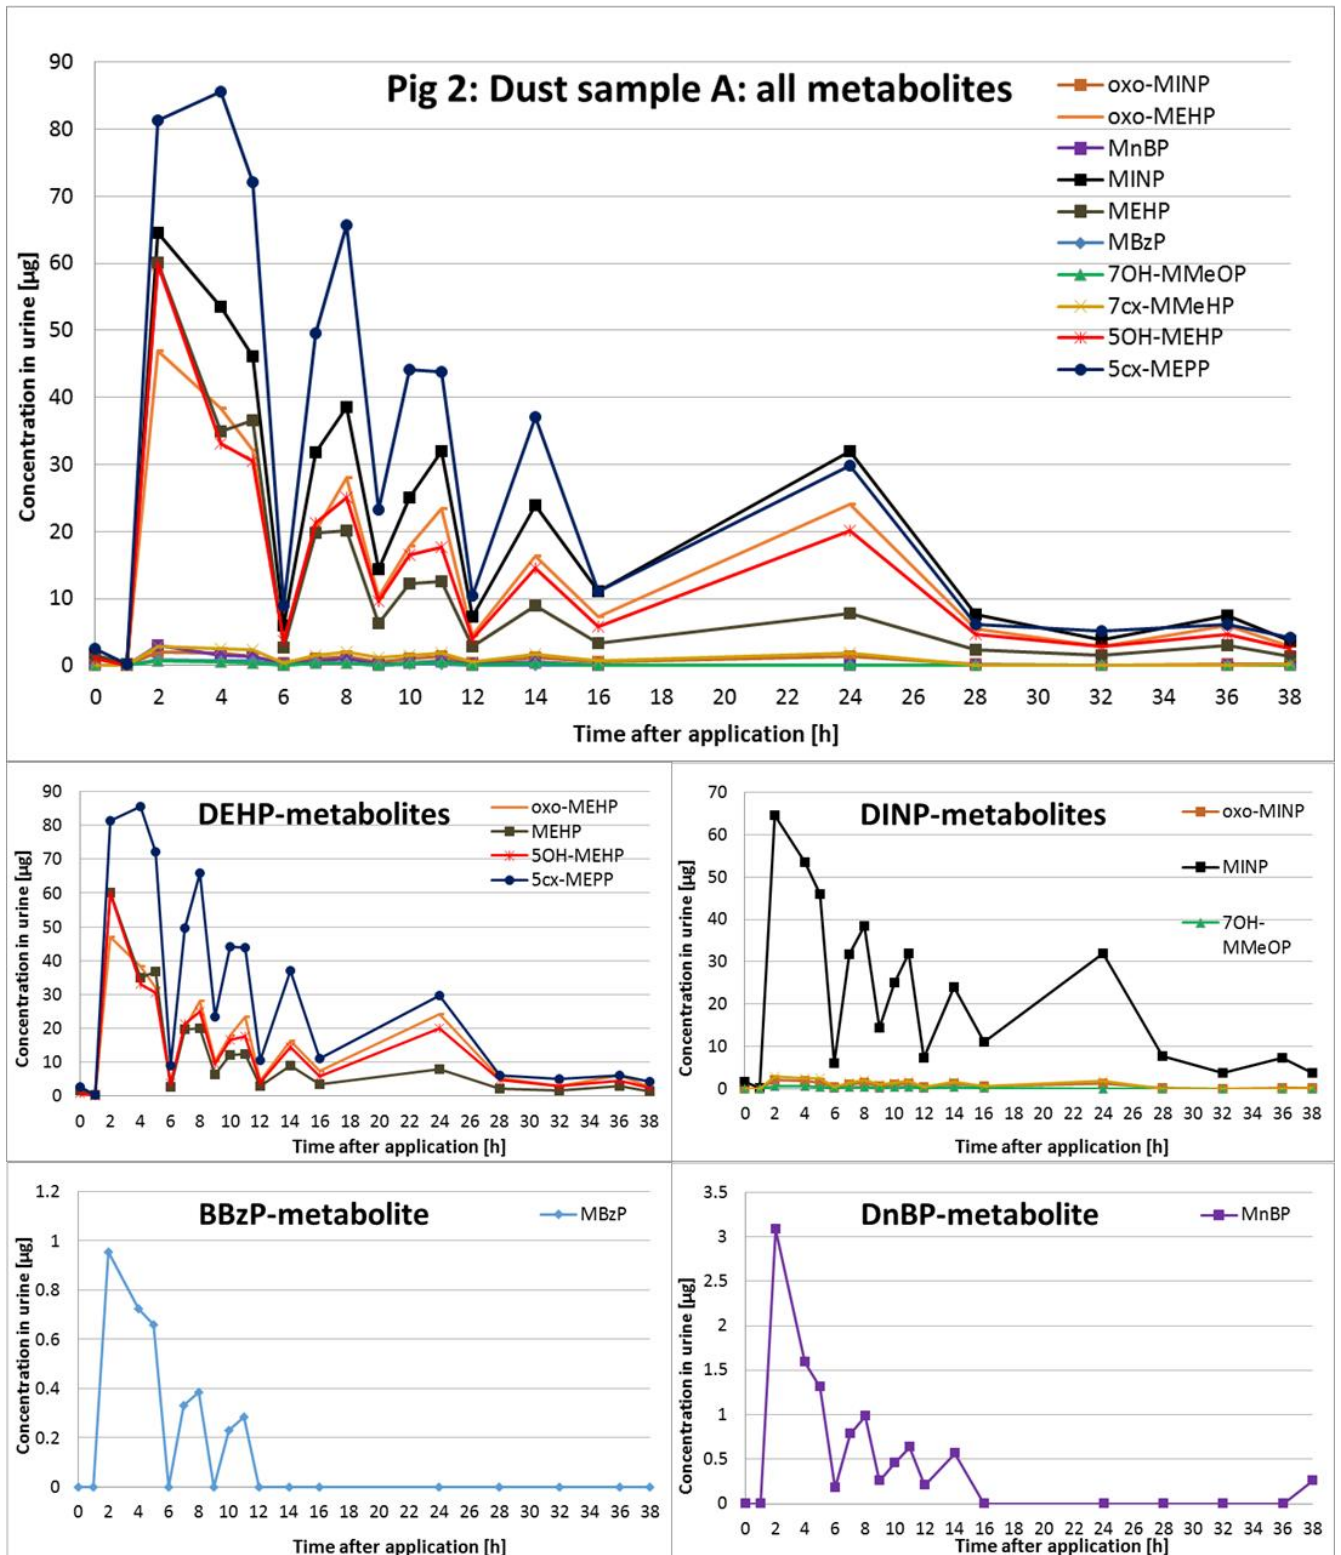 Pig 2: Dust sample A: all metabolites
Concentration in urine [µg]
90
80
70
60
50
40
30
20
10
0
oxo-MINP
oxo-MEHP
MnBP
MINP
MEHP
MBzP
7OH-MMeOP
7cx-MMeHP
5OH-MEHP
5cx-MEPP
0 2 4 6 8 10 12 14 16 18 20 22 24 26 28 30 32 34 36 38
Time after application [h]
DEHP-metabolites
Concentration in urine [µg]
90
80
70
60
50
40
30
20
10
0
oxo-MEHP
MEHP
5OH-MEHP
5cx-MEPP
0 2 4 6 8 10 12 14 16 18 20 22 24 26 28 30 32 34 36 38
Time after application [h]
DINP-metabolites
Concentration in urine [µg]
70
60
50
40
30
20
10
0
oxo-MINP
MINP
7OH-
MMeOP
0 2 4 6 8 10 12 14 16 18 20 22 24 26 28 30 32 34 36 38
Time after application [h]
BBzP-metabolite
Concentration in urine [µg]
1.2
1
0.8
0.6
0.4
0.2
0
MBzP
0 2 4 6 8 10 12 14 16 18 20 22 24 26 28 30 32 34 36 38
Time after application [h]
DnBP-metabolite
Concentration in urine [µg]
3.5
3
2.5
2
1.5
1
0.5
0
MnBP
0 2 4 6 8 10 12 14 16 18 20 22 24 26 28 30 32 34 36 38
Time after application [h]